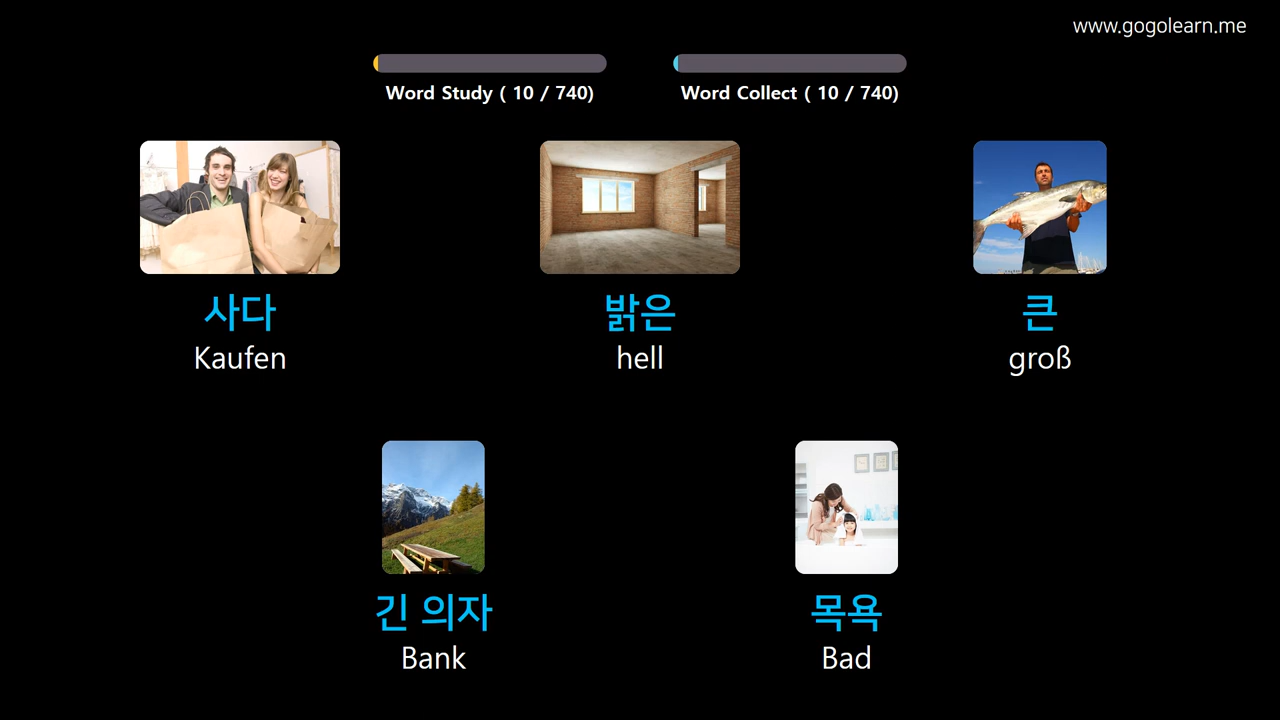 www.gogolearn.me
Word Study ( 10 / 740)
Word Collect ( 10 / 740)
사다
Kaufen
밝은
hell
큰
groß
긴 의자
Bank
목욕
Bad